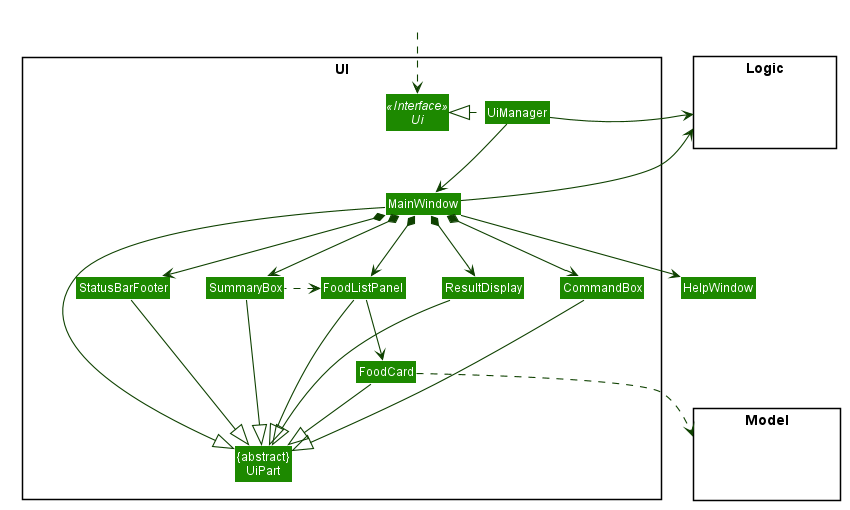 UI
Logic
«Interface»
Ui
UiManager
MainWindow
StatusBarFooter
SummaryBox
FoodListPanel
ResultDisplay
CommandBox
HelpWindow
FoodCard
Model
{abstract}
UiPart